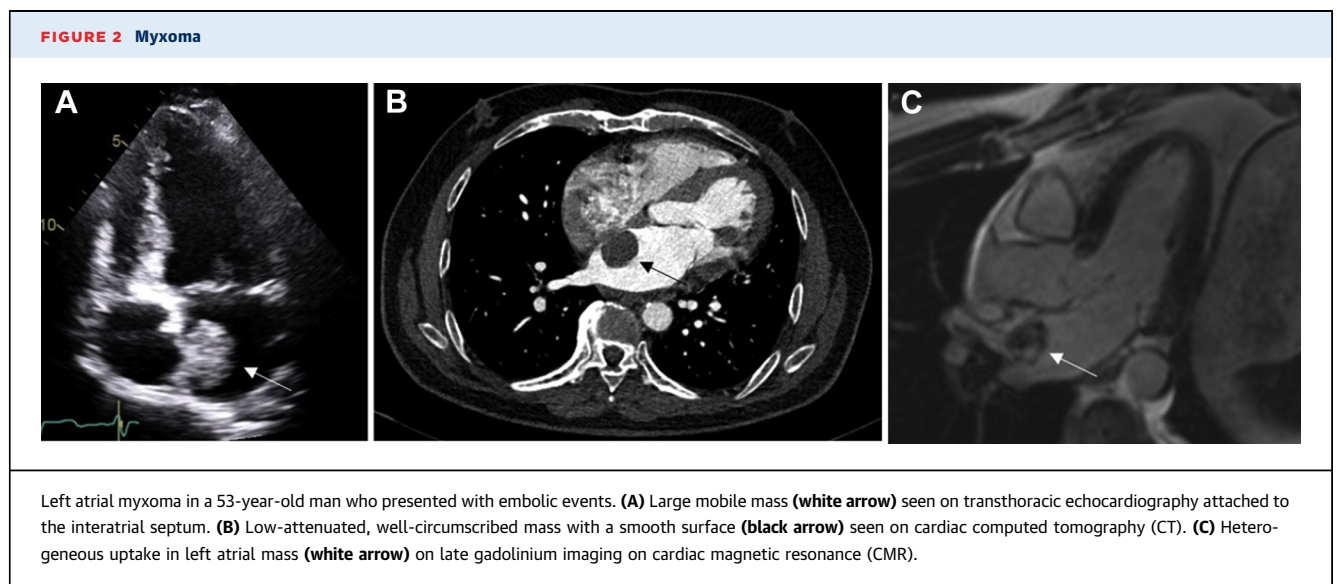 FIGURE 2 Myxoma
A
B
C
5
10
Left atrial myxoma in a 53-year-old man who presented with embolic events. (A) Large mobile mass (white arrow) seen on transthoracic echocardiography attached to
the interatrial septum. (B) Low-attenuated, well-circumscribed mass with a smooth surface (black arrow) seen on cardiac computed tomography (CT). (C) Hetero-
geneous uptake in left atrial mass (white arrow) on late gadolinium imaging on cardiac magnetic resonance (CMR).